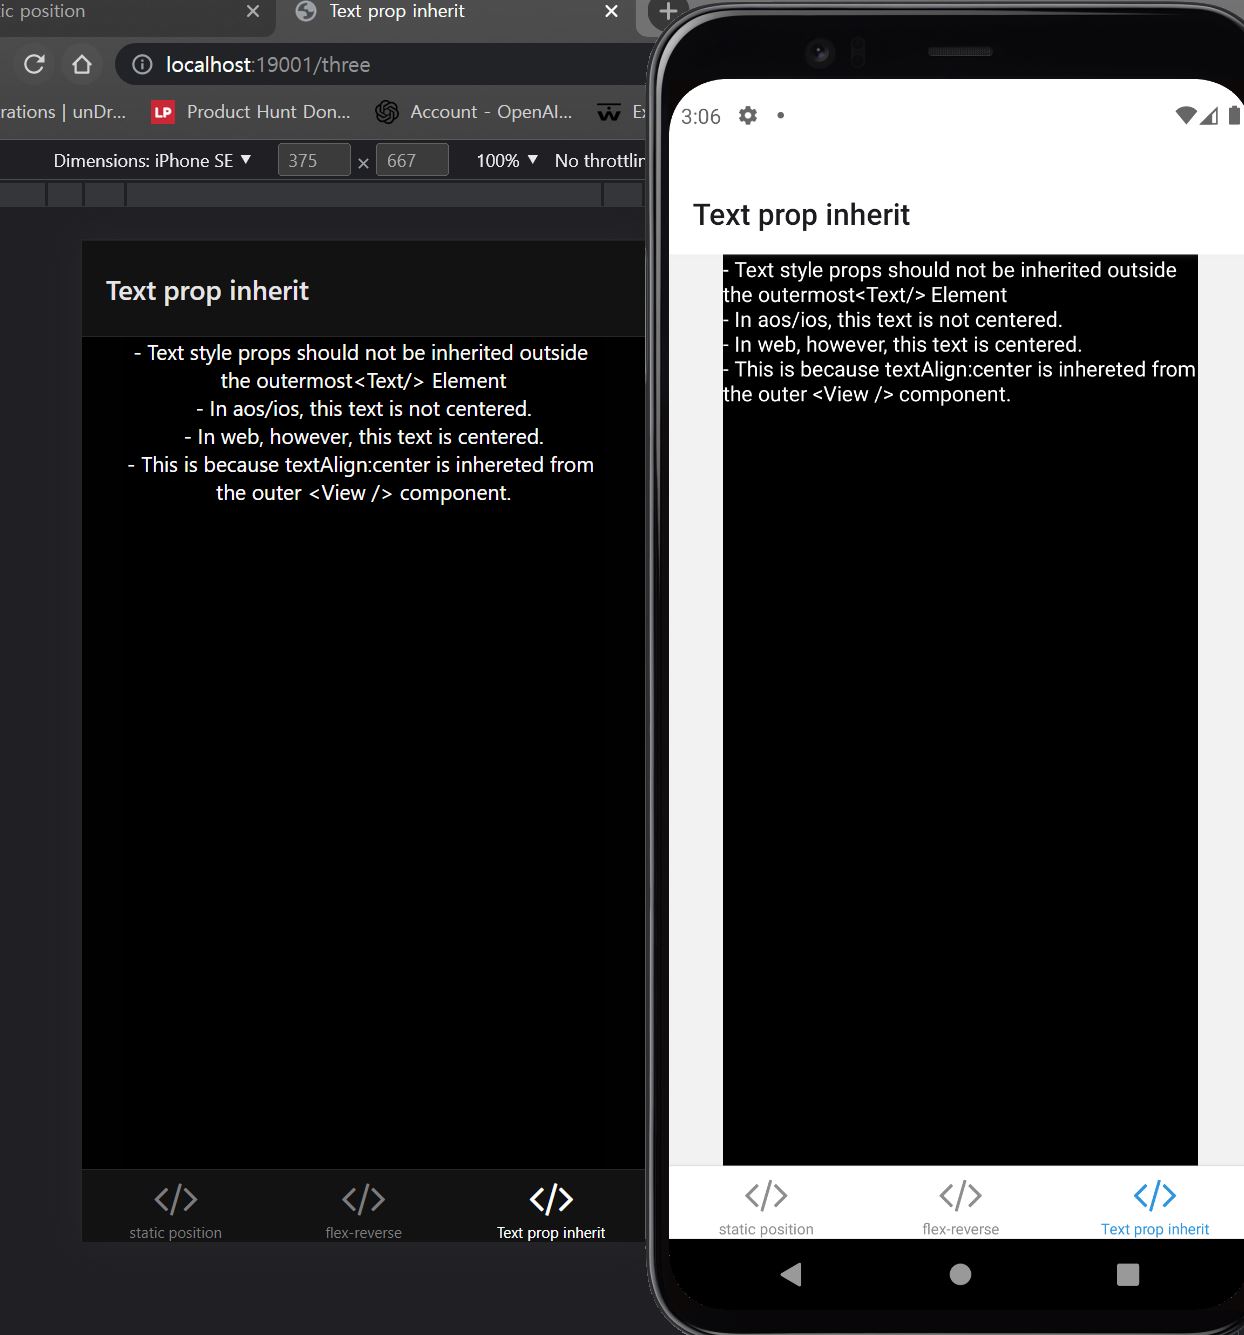 ic position
Text prop inherit
localhost:19001/three
rations | unDr...
LP Product Hunt Don...
Account - OpenAI...
Dimensions: iPhone SE ▼ 375 × 667 100% ▼ No throttlin
Text prop inherit
- Text style props should not be inherited outside
the outermost<Text/> Element
- In aos/ios, this text is not centered.
- In web, however, this text is centered.
- This is because textAlign:center is inhereted from
the outer <View /> component.
static position
flex-reverse
Text prop inherit
3:06
Text prop inherit
- Text style props should not be inherited outside
the outermost<Text/> Element
- In aos/ios, this text is not centered.
- In web, however, this text is centered.
- This is because textAlign:center is inhereted from
the outer <View /> component.
static position
flex-reverse
Text prop inherit